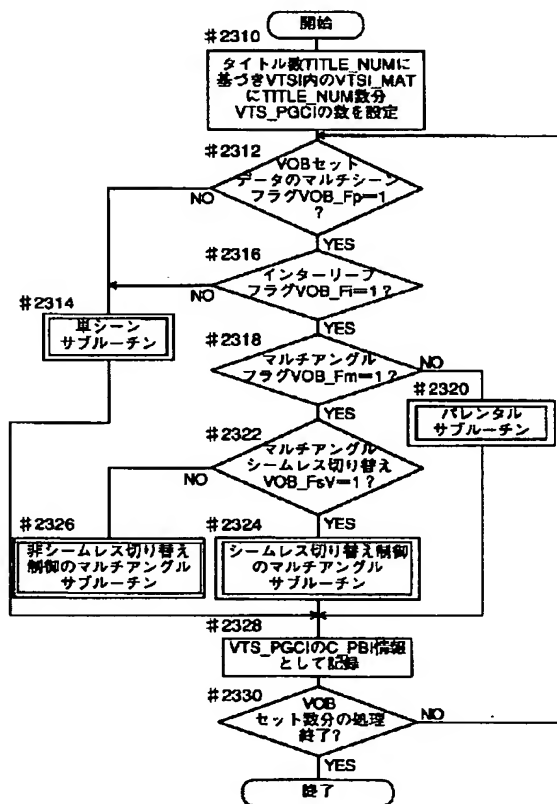 開始
#2310
タイトル数TITLE_NUMに
基づきVTSI内のVTSI_MAT
にTITLE_NUM数分
VTS_PGCIの数を設定
#2312
VOBセット
データのマルチシーン
フラグVOB_Fp=1
?
NO
YES
#2316
インターリーブ
フラグVOB_Fi=1?
NO
YES
#2314
単シーン
サブルーチン
#2318
マルチアングル
フラグVOB_Fm=1?
NO
YES
#2320
パレンタル
サブルーチン
#2322
マルチアングル
シームレス切り替え
VOB_FsV=1?
NO
YES
#2326
非シームレス切り替え
制御のマルチアングル
サブルーチン
#2324
シームレス切り替え制御
のマルチアングル
サブルーチン
#2328
VTS_PGCIのC_PBI情報
として記録
#2330
VOB
セット数分の処理
終了?
NO
YES
終了